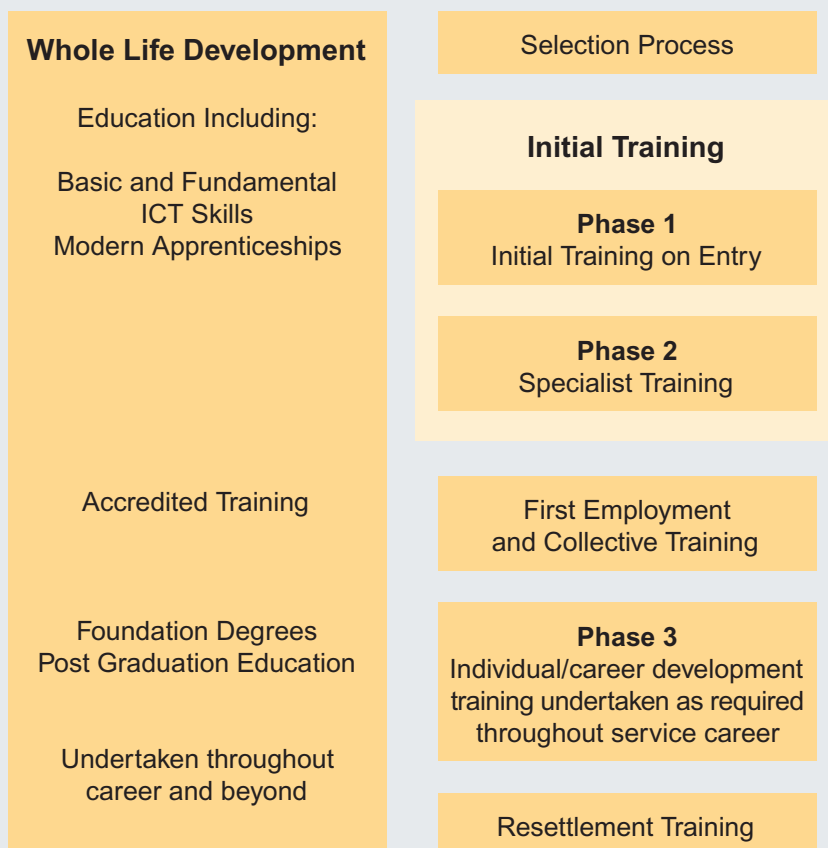 Whole Life Development
Education Including:
Basic and Fundamental
ICT Skills
Modern Apprenticeships
Accredited Training
Foundation Degrees
Post Graduation Education
Undertaken throughout
career and beyond
Selection Process
Initial Training
Phase 1
Initial Training on Entry
Phase 2
Specialist Training
First Employment
and Collective Training
Phase 3
Individual/career development
training undertaken as required
throughout service career
Resettlement Training